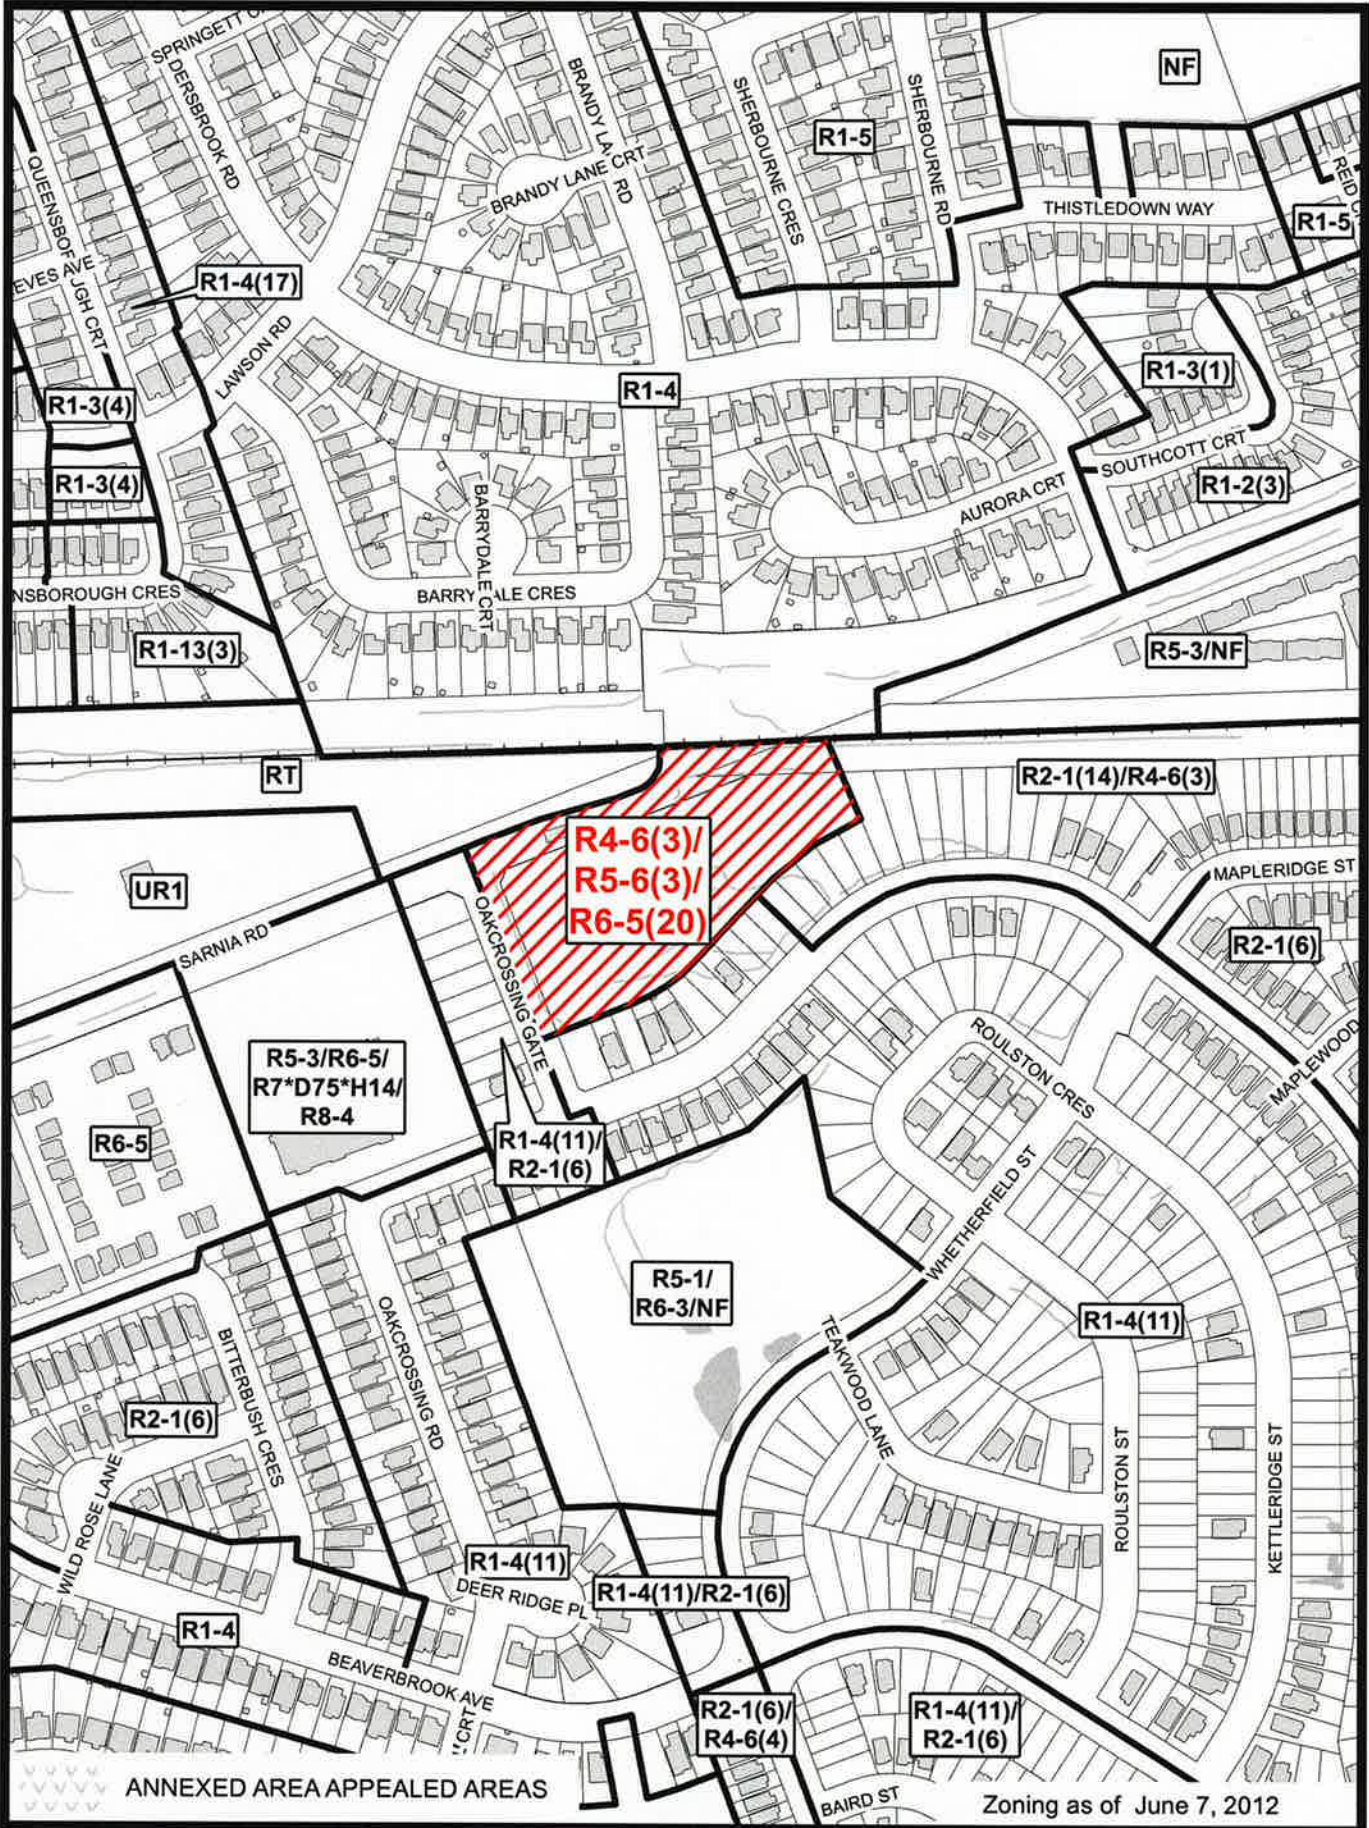 SPRINGETT
ALDERSBROOK RD
BRANDY LA RD
BRANDY LANE CRT
SHERBOURNE CRES
R1-5
SHERBOURNE RD
NF
THISTLEDOWN WAY
REID
R1-5
QUEENSBOR UGH CRT
EVES AVE
R1-4(17)
LAWSON RD
R1-4
R1-3(1)
R1-3(4)
SOUTHCOTT CRT
R1-3(4)
R1-2(3)
AURORA CRT
BARRYDALE CRT
NSBOROUGH CRES
BARRY ALE CRES
R1-13(3)
R5-3/NF
RT
R2-1(14)/R4-6(3)
R4-6(3)/
R5-6(3)/
R6-5(20)
MAPLERIDGE ST
UR1
SARNIA RD
OAKCROSSING GATE
R2-1(6)
MAPLEWOOD
ROULSTON CRES
R5-3/R6-5/
R7*D75*H14/
R8-4
R6-5
R1-4(11)/
R2-1(6)
WHETHERFIELD ST
R5-1/
R6-3/NF
R1-4(11)
OAKCROSSING RD
BITTERBUSH CRES
TEAKWOOD LANE
R2-1(6)
WILD ROSE LANE
ROULSTON ST
KETTLERIDGE ST
R1-4(11)
DEER RIDGE PL
R1-4(11)/R2-1(6)
R1-4
BEAVERBROOK AVE
CRT
R2-1(6)/
R4-6(4)
R1-4(11)/
R2-1(6)
BAIRD ST
ANNEXED AREA APPEALED AREAS
Zoning as of June 7, 2012